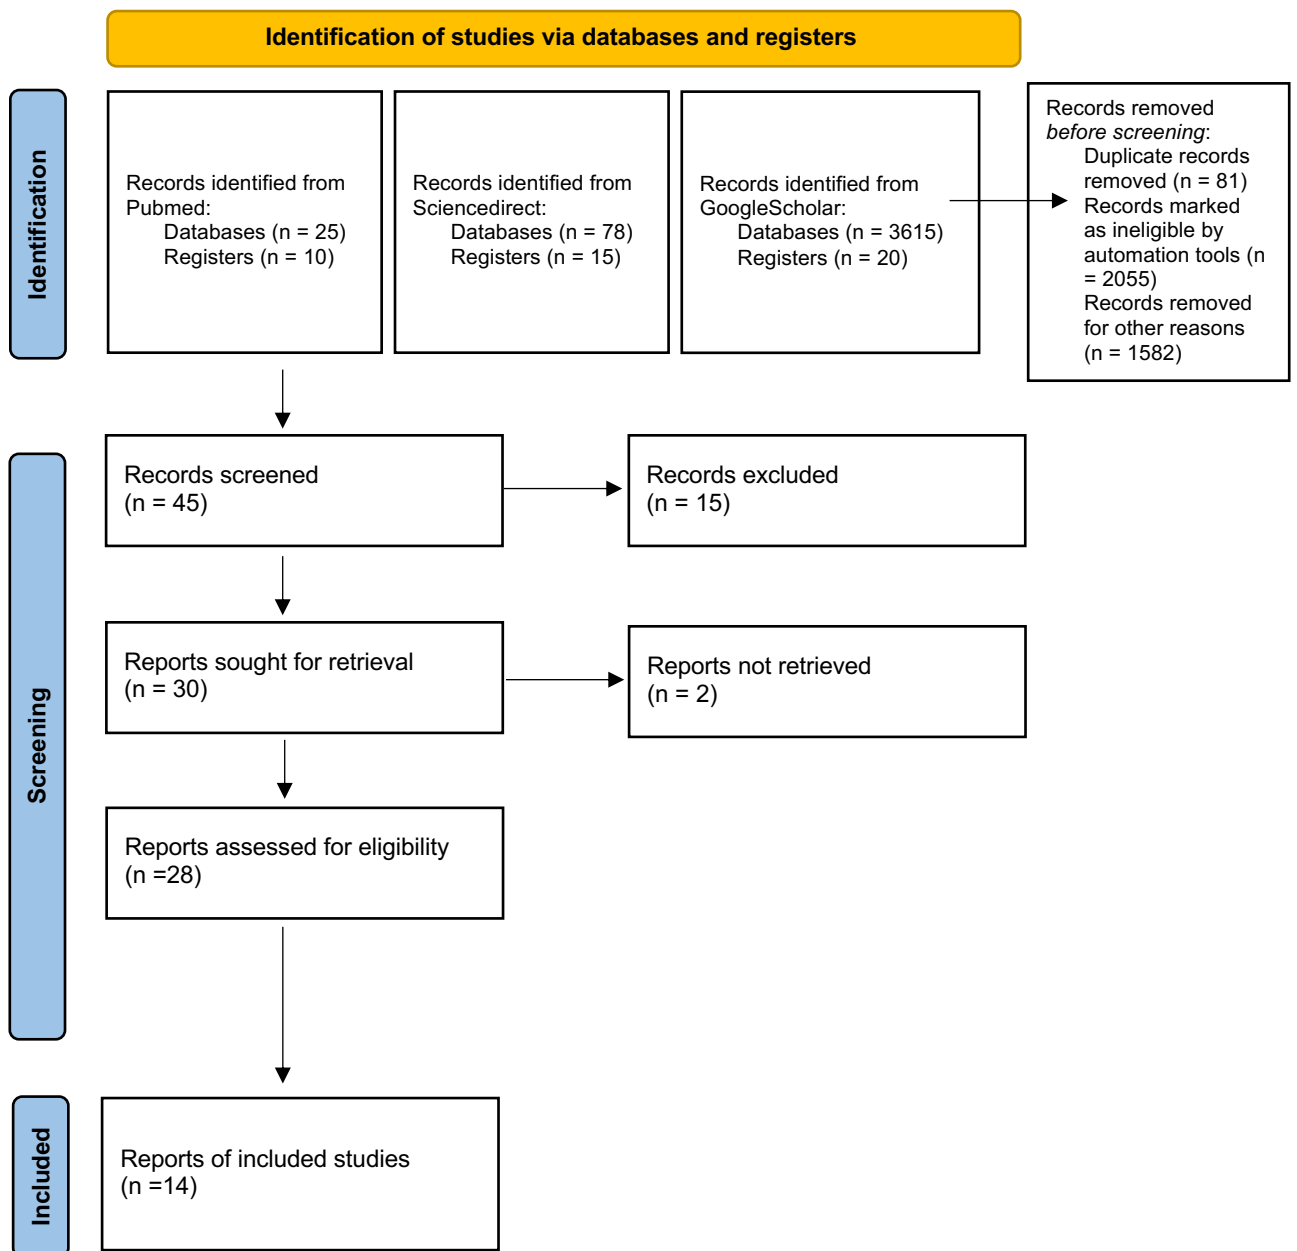 Identification of studies via databases and registers
Identification
Records identified from
Pubmed:
Databases (n = 25)
Registers (n = 10)
Records identified from
Sciencedirect:
Databases (n = 78)
Registers (n = 15)
Records identified from
GoogleScholar:
Databases (n = 3615)
Registers (n = 20)
Records removed
before screening:
Duplicate records
removed (n = 81)
Records marked
as ineligible by
automation tools (n
= 2055)
Records removed
for other reasons
(n = 1582)
Screening
Records screened
(n = 45)
Records excluded
(n = 15)
Reports sought for retrieval
(n = 30)
Reports not retrieved
(n = 2)
Reports assessed for eligibility
(n =28)
Included
Reports of included studies
(n =14)